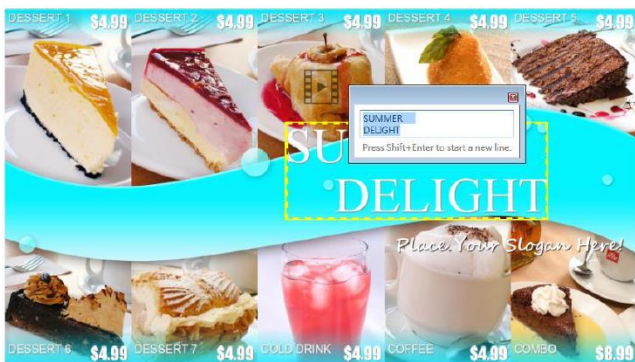 DESSERT 1 $4.99 DESSERT 2 $4.99 DESSERT 3 $4.99 DESSERT 4 $4.99 DESSERT 5 $4.99
SUMMER
DELIGHT
Press Shift+Enter to start a new line.
SU
DELIGHT
Place Your Slogan Here!
DESSERT 6 $4.99 DESSERT 7 $4.99 COLD DRINK $4.99 COFFEE $4.99 COMBO $8.99